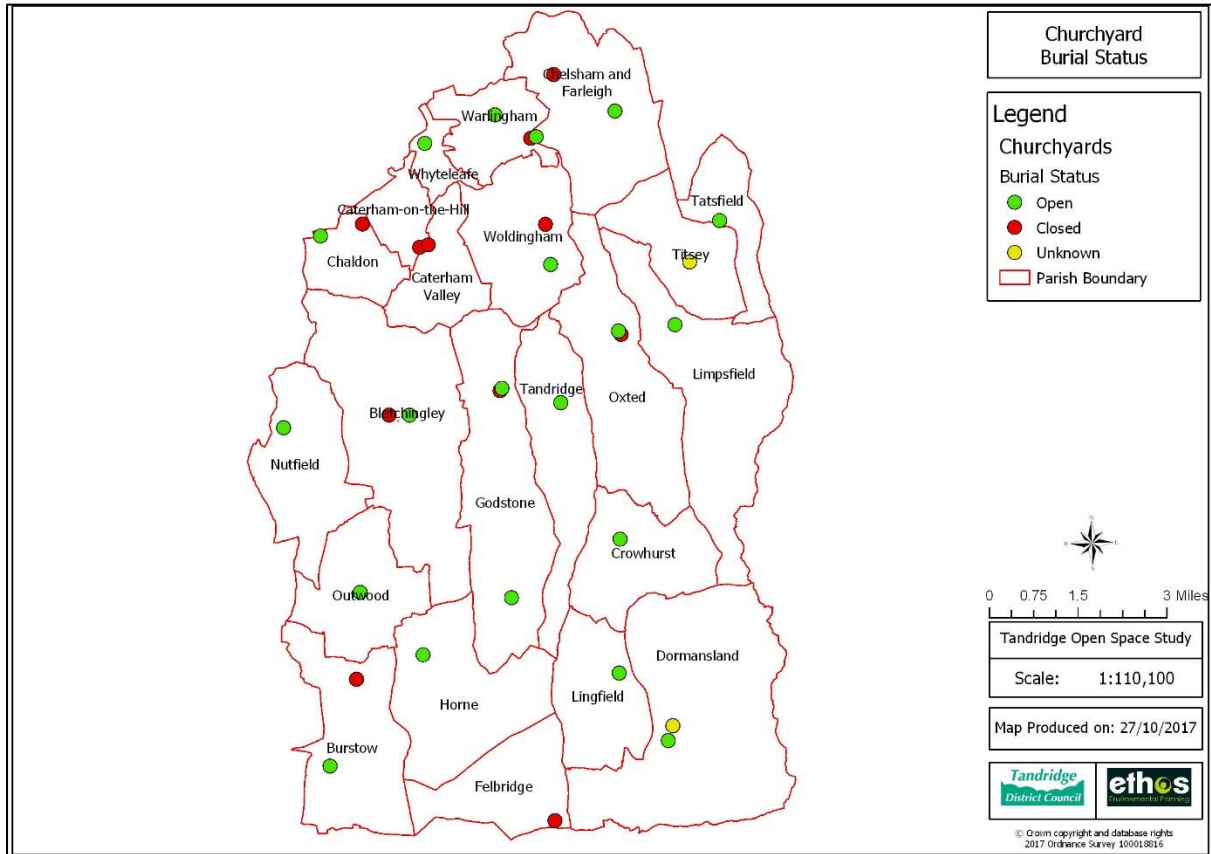 Churchyard
Burial Status
Legend
Churchyards
Burial Status
Open
Closed
Unknown
Parish Boundary
Chelsham and
Farleigh
Warlingham
Whyteleafe
Tatsfield
Caterham-on-the-Hill
Woldingham
Titsey
Chaldon
Caterham
Valley
Limpsfield
Tandridge
Oxted
Bletchingley
Nutfield
Godstone
Crowhurst
Outwood
Dormansland
Lingfield
Horne
Burstow
Felbridge
N
W E
S
0 0.75 1.5 3 Miles
Tandridge Open Space Study
Scale: 1:110,100
Map Produced on: 27/10/2017
Tandridge
District Council
ethos
Environmental Planning
© Crown copyright and database rights
2017 Ordnance Survey 100018816